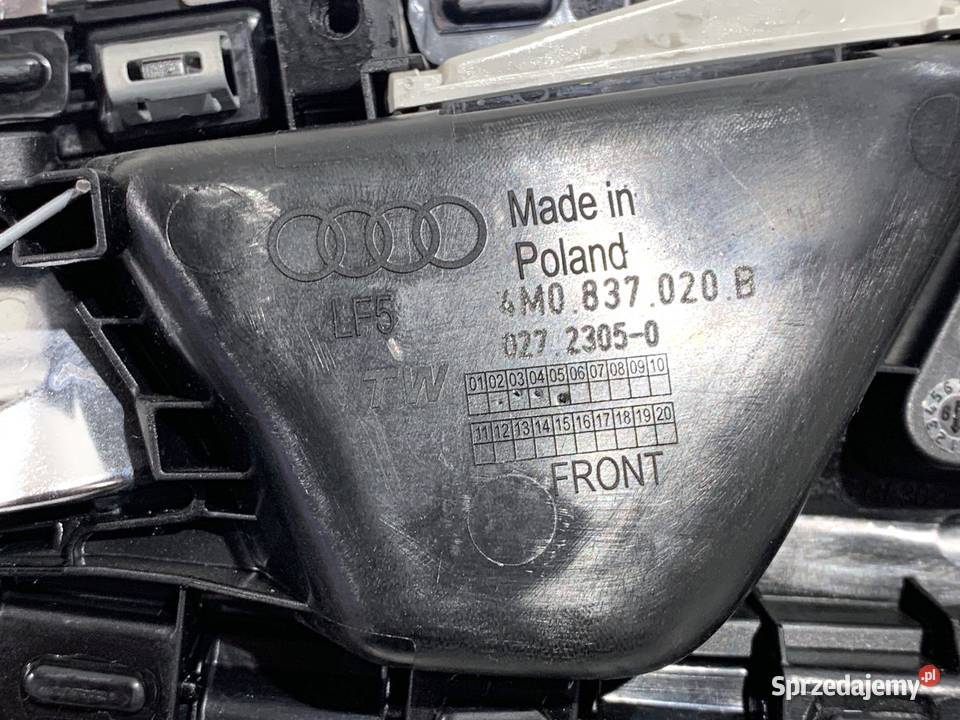 Made in
Poland
4M0.837.020.B
LF5
027 2305-0
TW
01 02 03 04 05 06 07 08 09 10
11 12 13 14 15 16 17 18 19 20
FRONT
Sprzedajemy.pl